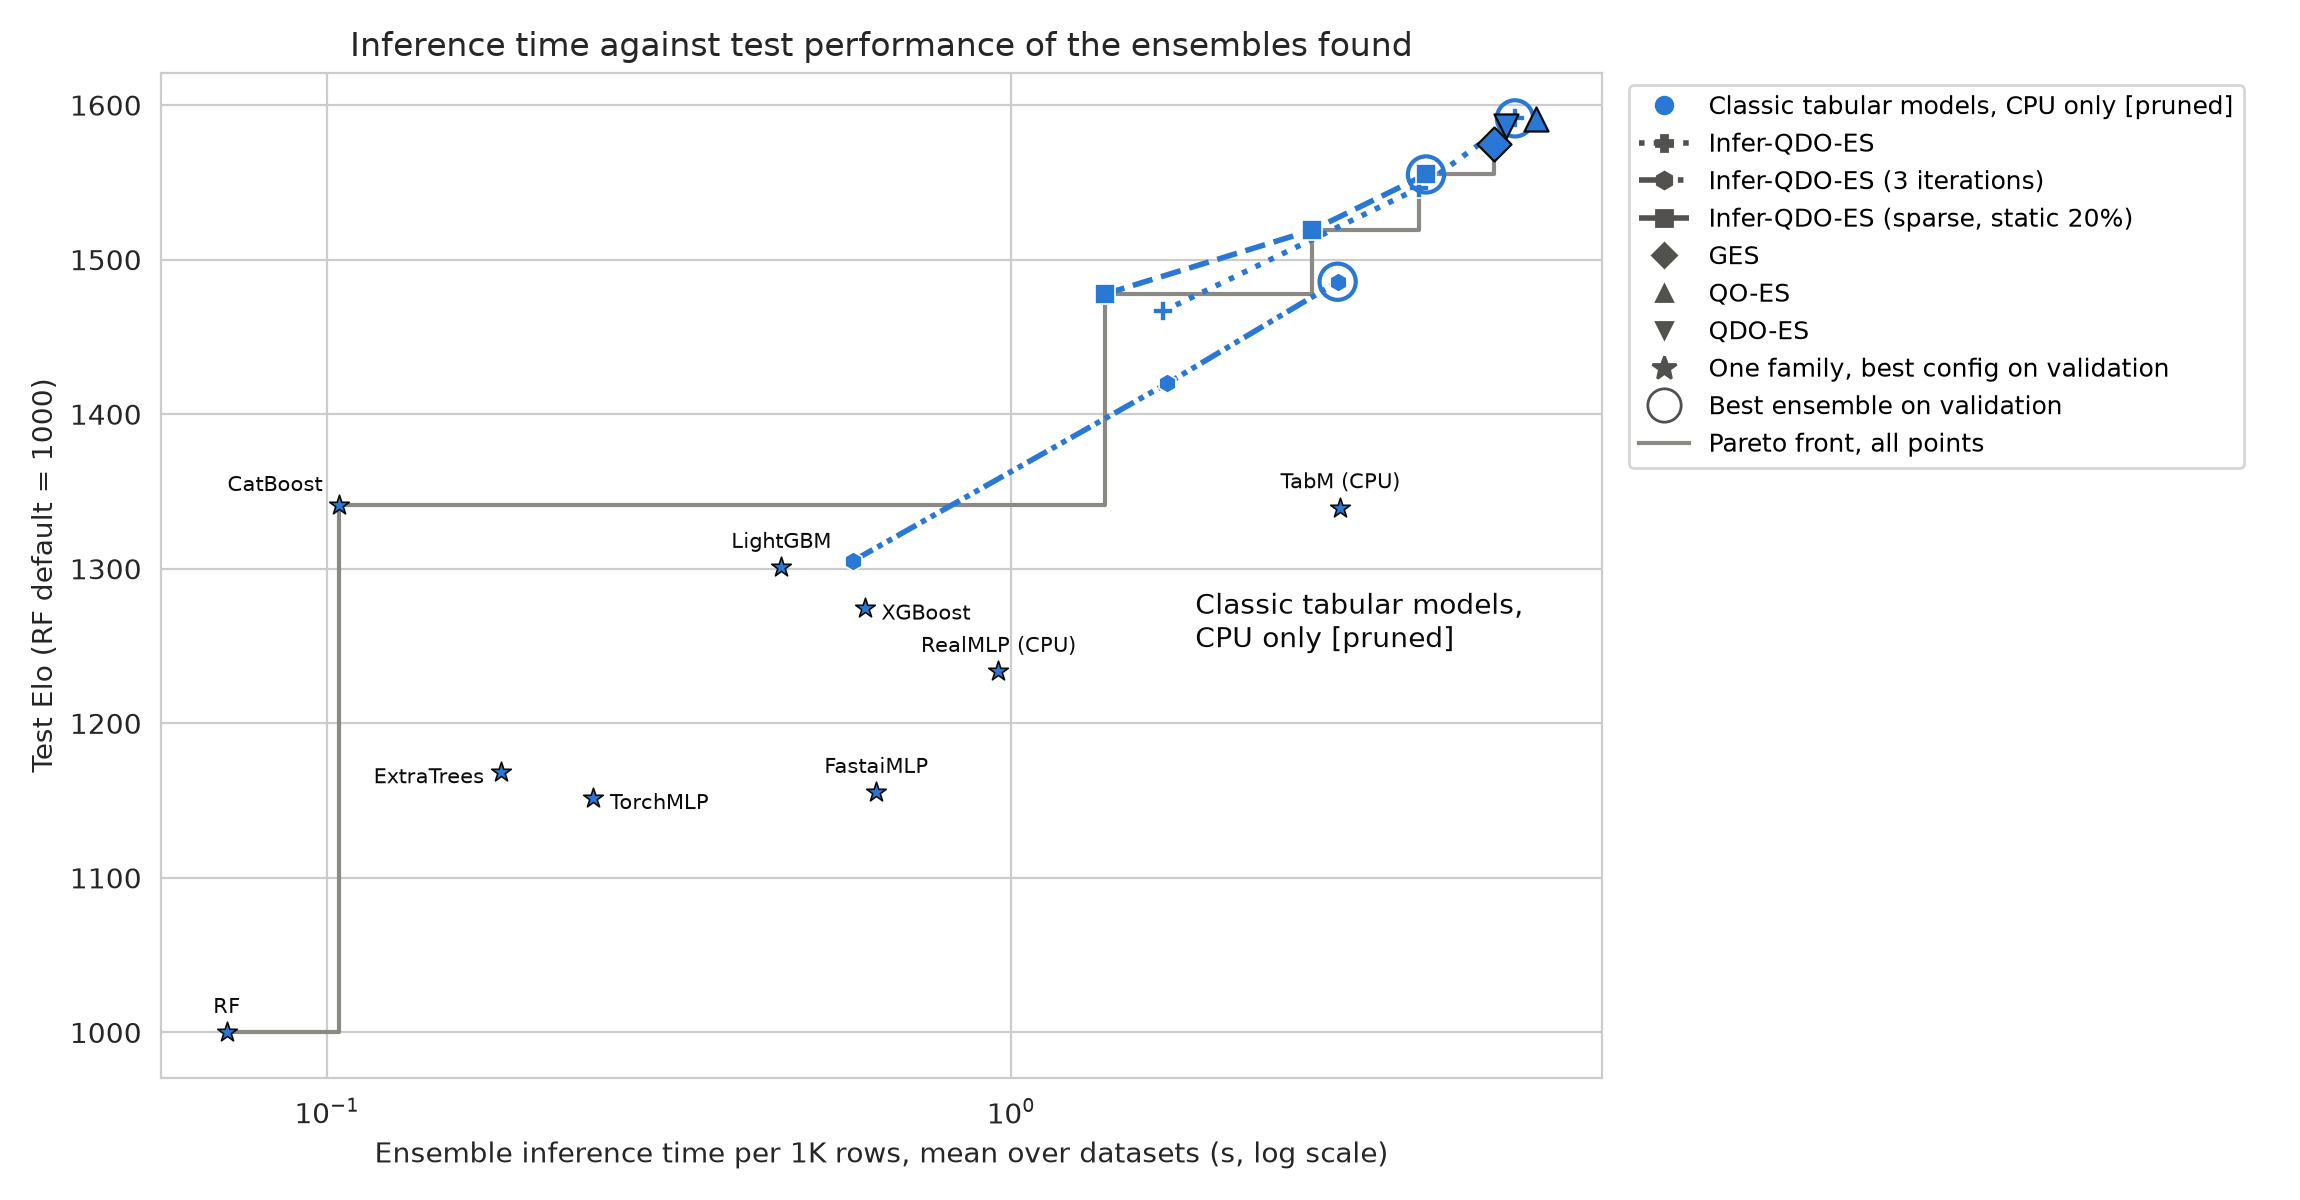 Inference time against test performance of the ensembles found
Test Elo (RF default = 1000)
1600
1500
1400
1300
1200
1100
1000
CatBoost
LightGBM
XGBoost
RealMLP (CPU)
TabM (CPU)
Classic tabular models,
CPU only [pruned]
ExtraTrees
TorchMLP
FastaiMLP
RF
10⁻¹
10⁰
Ensemble inference time per 1K rows, mean over datasets (s, log scale)
Classic tabular models, CPU only [pruned]
Infer-QDO-ES
Infer-QDO-ES (3 iterations)
Infer-QDO-ES (sparse, static 20%)
GES
QO-ES
QDO-ES
One family, best config on validation
Best ensemble on validation
Pareto front, all points